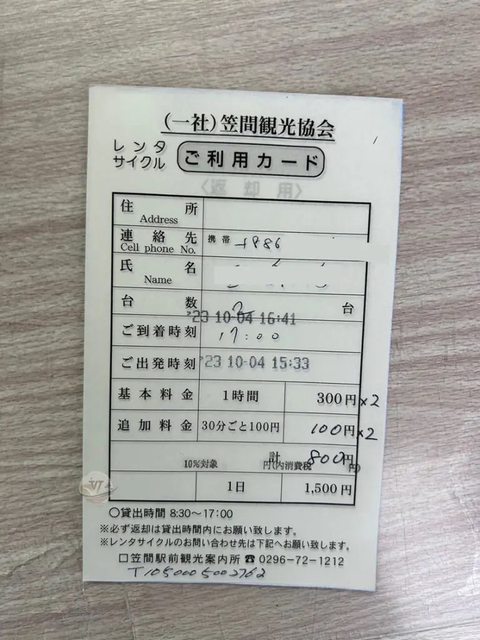 (一社)笠間観光協会
レンタサイクル ご利用カード
〈返却用〉
住所
Address
連絡先 携帯 +886
Cell phone No.
氏名
Name
台数 2 台
'23 10-04 16:41
ご到着時刻 17:00
ご出発時刻 '23 10-04 15:33
基本料金 1時間 300円×2
追加料金 30分ごと100円 100円×2
計 800円
10%対象 円(内消費税 円)
1日 1,500円
○貸出時間 8:30〜17:00
※必ず返却は貸出時間内にお願い致します。
※レンタサイクルのお問い合わせ先は下記へお願い致します。
□笠間駅前観光案内所 ☎0296-72-1212
T1050005002762